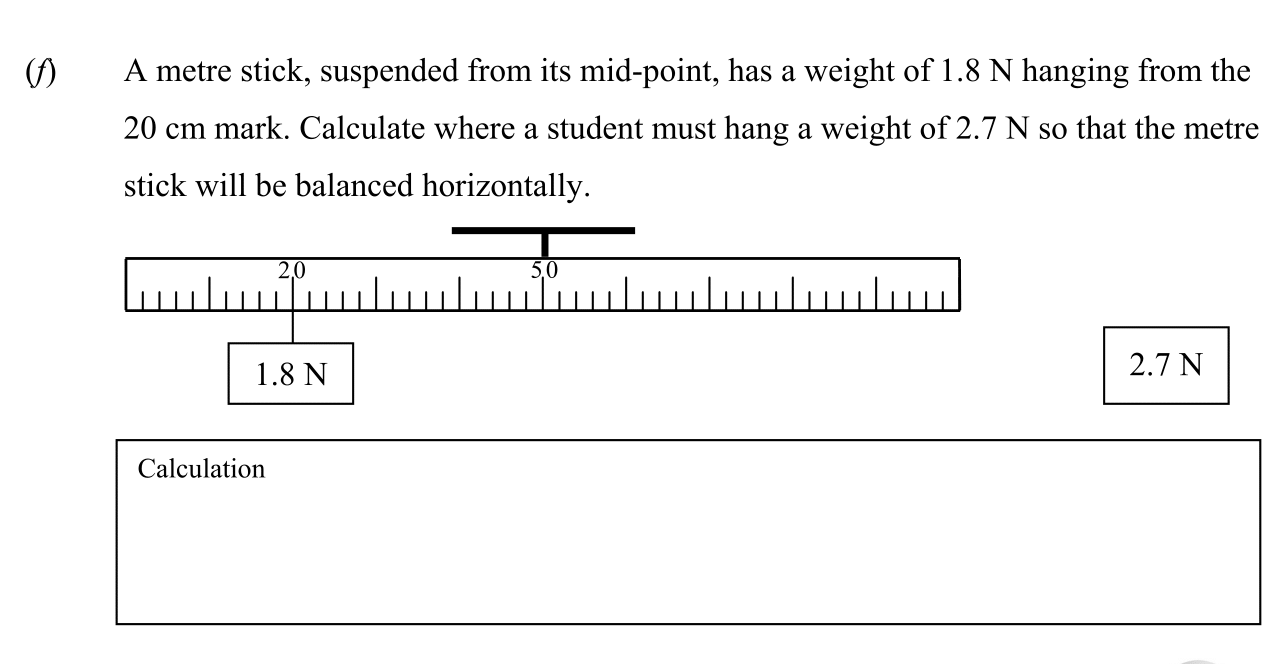 (f) A metre stick, suspended from its mid-point, has a weight of 1.8 N hanging from the
20 cm mark. Calculate where a student must hang a weight of 2.7 N so that the metre
stick will be balanced horizontally.
20 50
1.8 N
2.7 N
Calculation